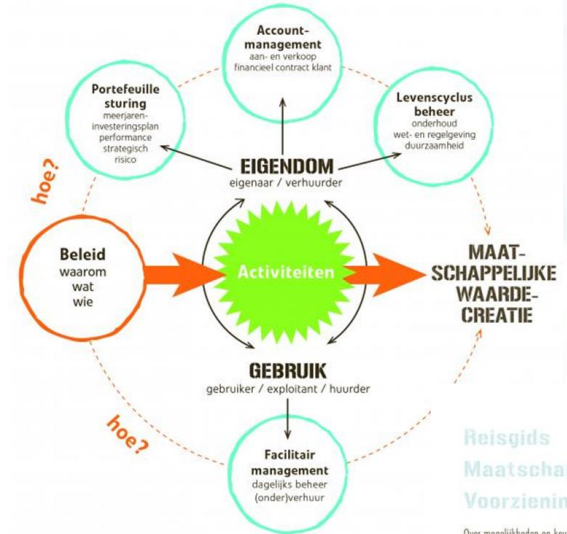 Account-
management
aan- en verkoop
financieel contract klant
Portefeuille
sturing
meerjaren-
investeringsplan
performance
strategisch
risico
Levenscyclus
beheer
onderhoud
wet- en regelgeving
duurzaamheid
EIGENDOM
eigenaar / verhuurder
hoe?
Beleid
waarom
wat
wie
Activiteiten
MAAT-
SCHAPPELIJKE
WAARDE-
CREATIE
GEBRUIK
gebruiker / exploitant / huurder
hoe?
Facilitair
management
dagelijks beheer
(onder)verhuur
Reisgids
Maatscha
Voorzienin